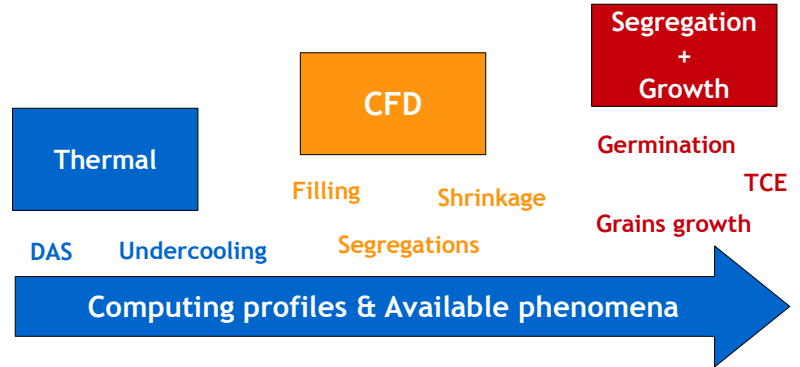 Segregation
+
Growth
CFD
Thermal
Germination
TCE
Filling
Shrinkage
Grains growth
Segregations
DAS
Undercooling
Computing profiles & Available phenomena